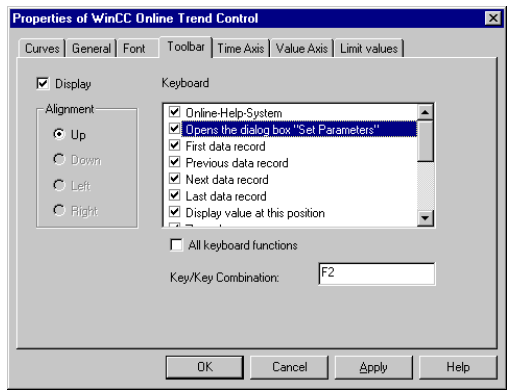 Properties of WinCC Online Trend Control
Curves General Font Toolbar Time Axis Value Axis Limit values
Display
Keyboard
Alignment
Up
Down
Left
Right
Online-Help-System
Opens the dialog box "Set Parameters"
First data record
Previous data record
Next data record
Last data record
Display value at this position
All keyboard functions
Key/Key Combination: F2
OK Cancel Apply Help